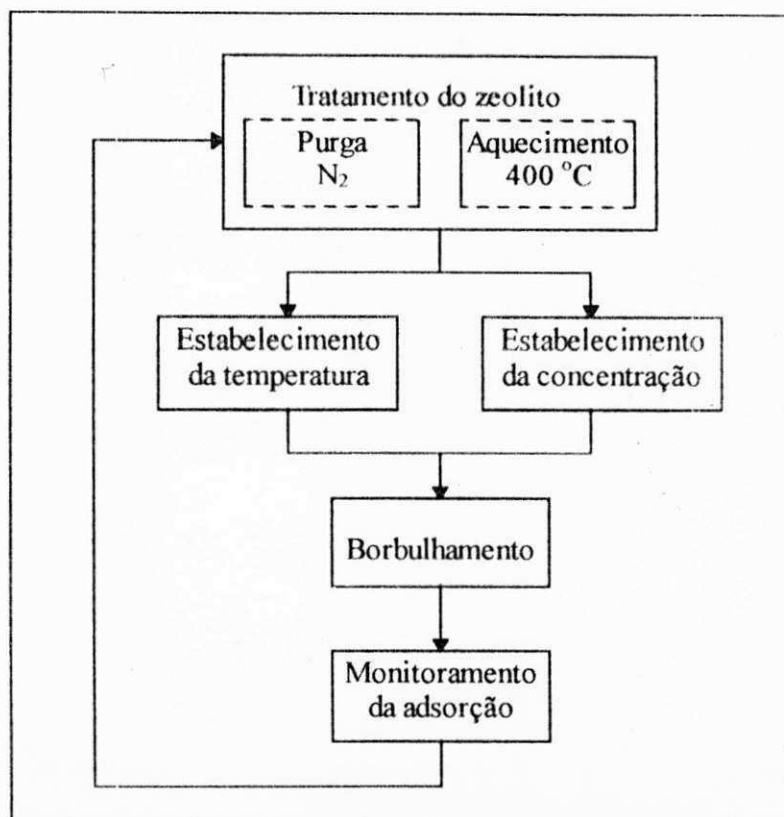 Tratamento do zeolito
Purga
N₂
Aquecimento
400 °C
Estabelecimento
da temperatura
Estabelecimento
da concentração
Borbulhamento
Monitoramento
da adsorção